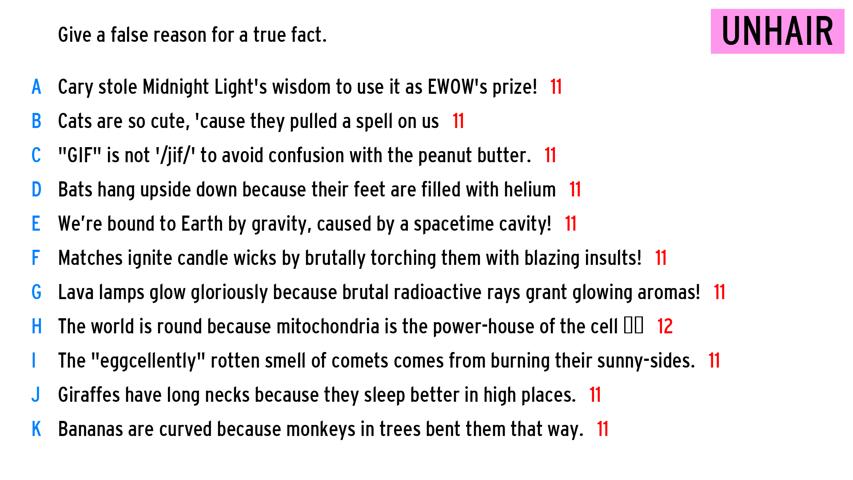 Give a false reason for a true fact.
UNHAIR
A Cary stole Midnight Light's wisdom to use it as EWOW's prize! 11
B Cats are so cute, 'cause they pulled a spell on us 11
C "GIF" is not '/jif/' to avoid confusion with the peanut butter. 11
D Bats hang upside down because their feet are filled with helium 11
E We're bound to Earth by gravity, caused by a spacetime cavity! 11
F Matches ignite candle wicks by brutally torching them with blazing insults! 11
G Lava lamps glow gloriously because brutal radioactive rays grant glowing aromas! 11
H The world is round because mitochondria is the power-house of the cell 12
I The "eggcellently" rotten smell of comets comes from burning their sunny-sides. 11
J Giraffes have long necks because they sleep better in high places. 11
K Bananas are curved because monkeys in trees bent them that way. 11